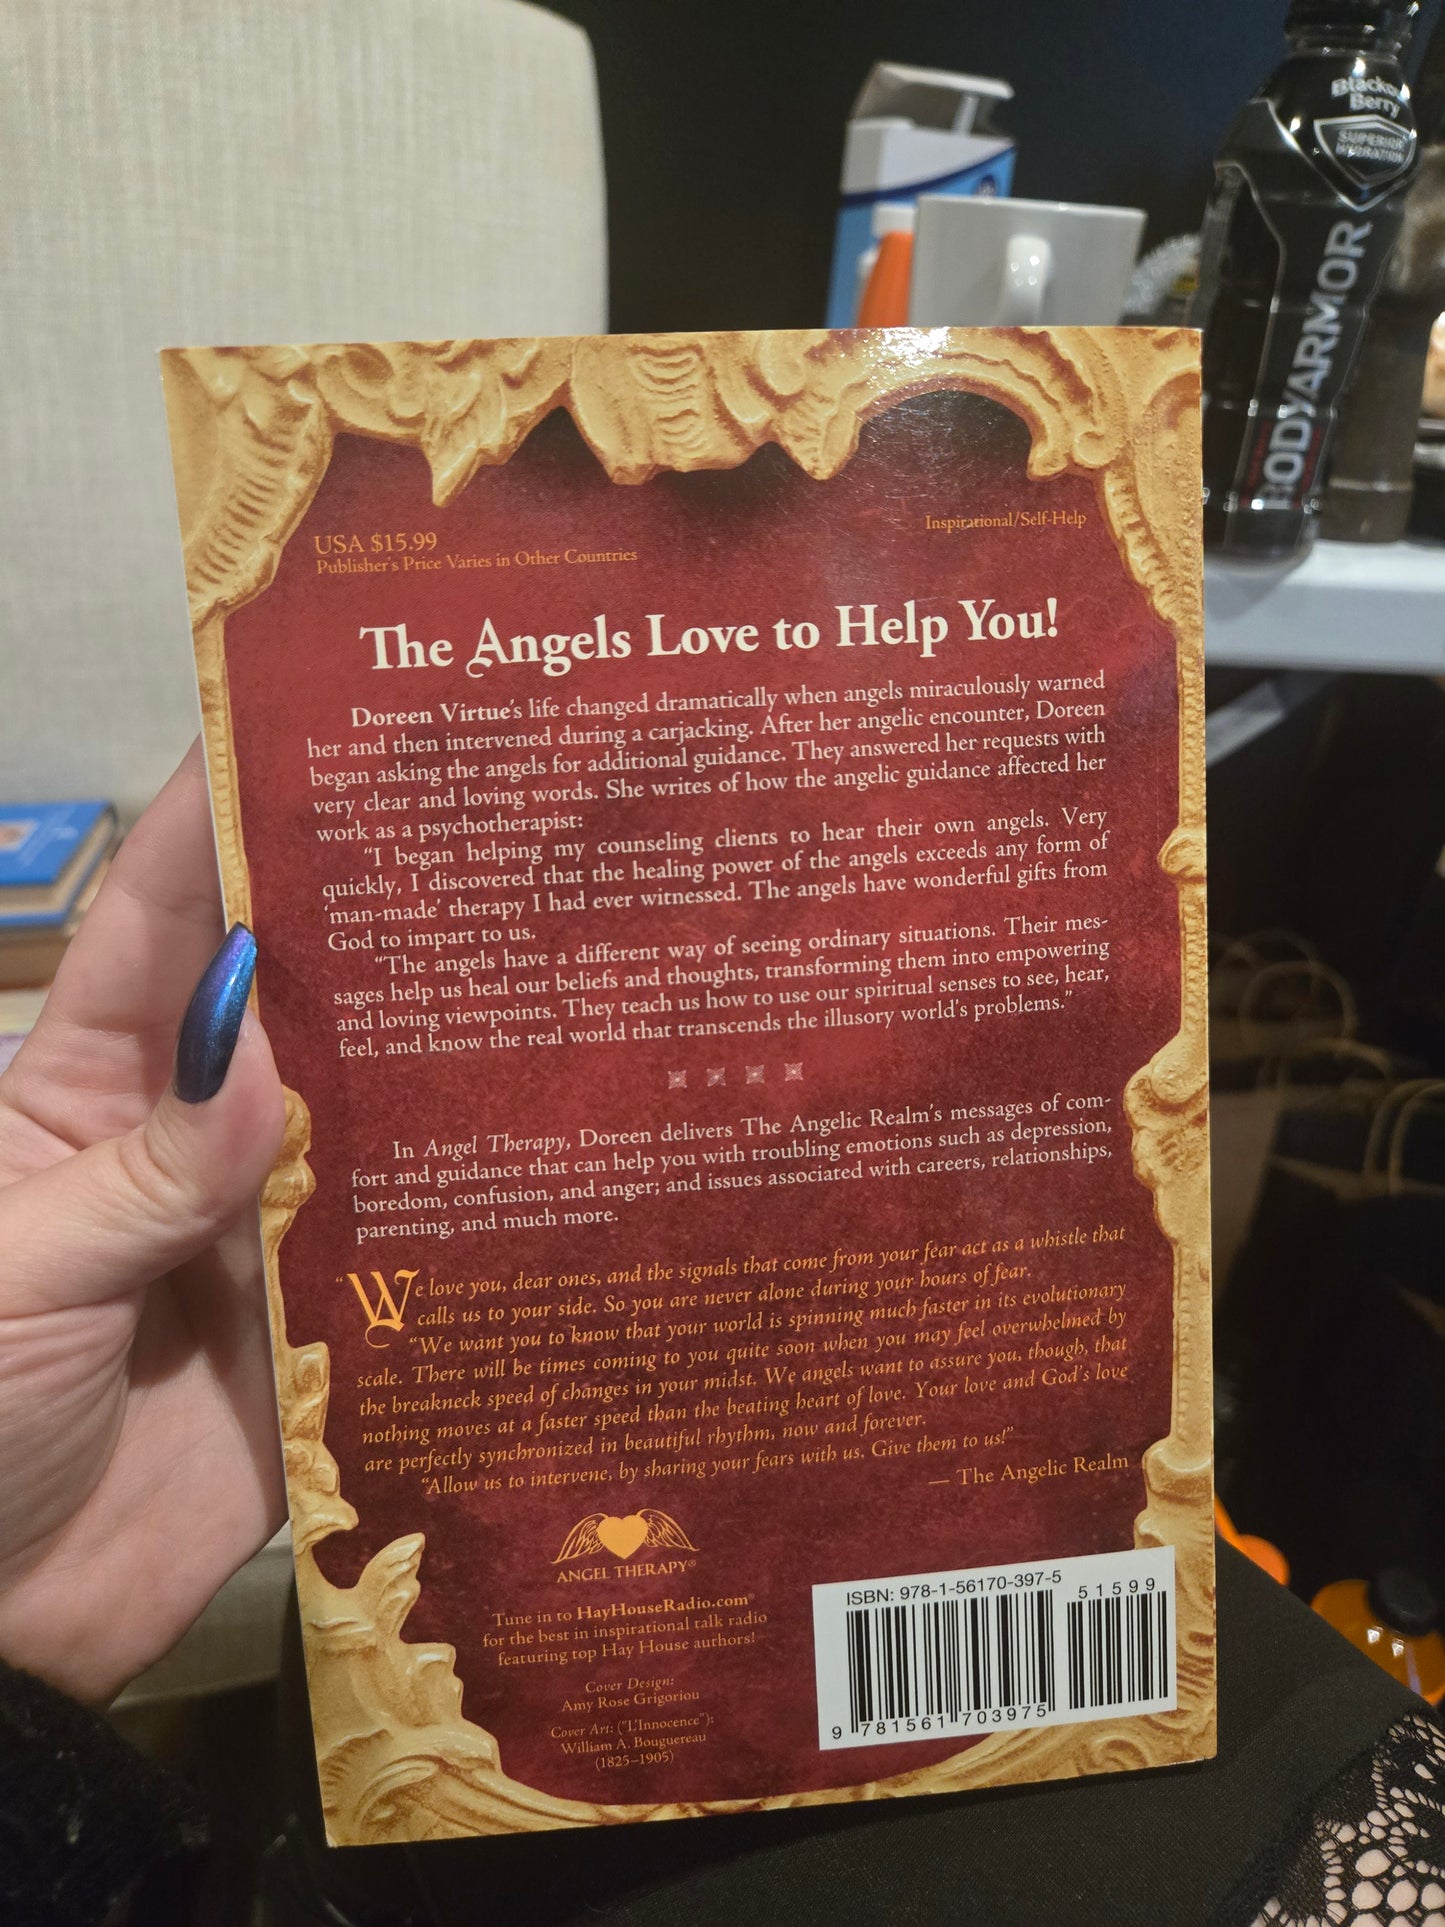 Blacko
Berry
SUPERIOR
HYDRATION
BODYARMOR
USA $15.99
Publisher's Price Varies in Other Countries
Inspirational/Self-Help
The Angels Love to Help You!
Doreen Virtue's life changed dramatically when angels miraculously warned
her and then intervened during a carjacking. After her angelic encounter, Doreen
began asking the angels for additional guidance. They answered her requests with
very clear and loving words. She writes of how the angelic guidance affected her
work as a psychotherapist:
“I began helping my counseling clients to hear their own angels. Very
quickly, I discovered that the healing power of the angels exceeds any form of
‘man-made’ therapy I had ever witnessed. The angels have wonderful gifts from
God to impart to us.
“The angels have a different way of seeing ordinary situations. Their mes-
sages help us heal our beliefs and thoughts, transforming them into empowering
and loving viewpoints. They teach us how to use our spiritual senses to see, hear,
feel, and know the real world that transcends the illusory world's problems.”
In Angel Therapy, Doreen delivers The Angelic Realm's messages of com-
fort and guidance that can help you with troubling emotions such as depression,
boredom, confusion, and anger; and issues associated with careers, relationships,
parenting, and much more.
“We love you, dear ones, and the signals that come from your fear act as a whistle that
calls us to your side. So you are never alone during your hours of fear.
“We want you to know that your world is spinning much faster in its evolutionary
scale. There will be times coming to you quite soon when you may feel overwhelmed by
the breakneck speed of changes in your midst. We angels want to assure you, though, that
nothing moves at a faster speed than the beating heart of love. Your love and God's love
are perfectly synchronized in beautiful rhythm, now and forever.
“Allow us to intervene, by sharing your fears with us. Give them to us!”
— The Angelic Realm
ANGEL THERAPY®
Tune in to HayHouseRadio.com®
for the best in inspirational talk radio
featuring top Hay House authors!
Cover Design:
Amy Rose Grigoriou
Cover Art: ("L'Innocence"):
William A. Bouguereau
(1825–1905)
ISBN: 978-1-56170-397-5
51599
9 781561 703975